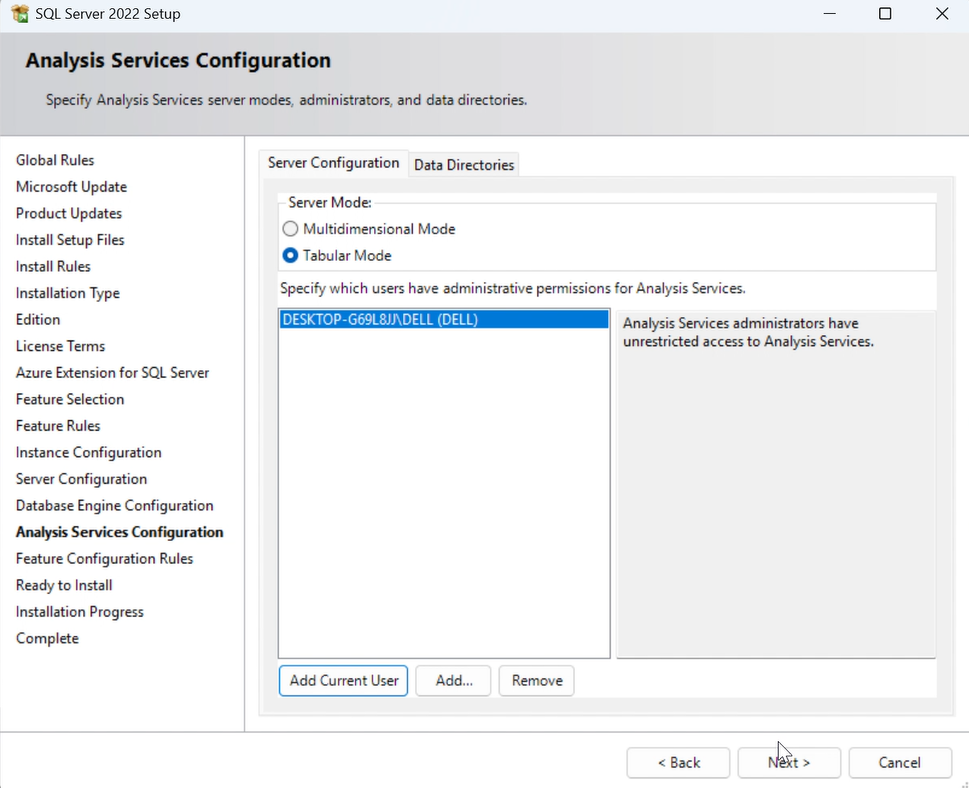 SQL Server 2022 Setup
Analysis Services Configuration
Specify Analysis Services server modes, administrators, and data directories.
Global Rules
Microsoft Update
Product Updates
Install Setup Files
Install Rules
Installation Type
Edition
License Terms
Azure Extension for SQL Server
Feature Selection
Feature Rules
Instance Configuration
Server Configuration
Database Engine Configuration
Analysis Services Configuration
Feature Configuration Rules
Ready to Install
Installation Progress
Complete
Server Configuration
Data Directories
Server Mode:
Multidimensional Mode
Tabular Mode
Specify which users have administrative permissions for Analysis Services.
DESKTOP-G69L8JJ\DELL (DELL)
Analysis Services administrators have
unrestricted access to Analysis Services.
Add Current User
Add...
Remove
< Back
Next >
Cancel